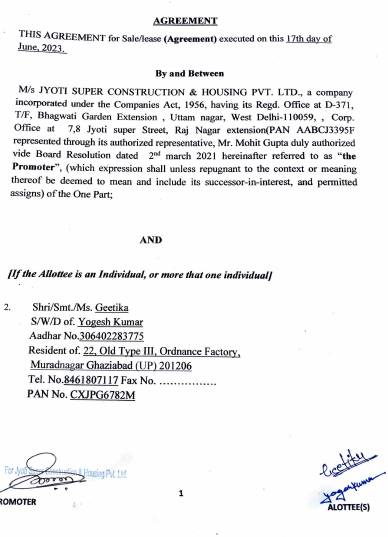 AGREEMENT
THIS AGREEMENT for Sale/lease (Agreement) executed on this 17th day of
June, 2023.
By and Between
M/s JYOTI SUPER CONSTRUCTION & HOUSING PVT. LTD., a company
incorporated under the Companies Act, 1956, having its Regd. Office at D-371,
T/F, Bhagwati Garden Extension , Uttam nagar, West Delhi-110059, , Corp.
Office at 7,8 Jyoti super Street, Raj Nagar extension(PAN AABCJ3395F
represented through its authorized representative, Mr. Mohit Gupta duly authorized
vide Board Resolution dated 2nd march 2021 hereinafter referred to as “the
Promoter”, (which expression shall unless repugnant to the context or meaning
thereof be deemed to mean and include its successor-in-interest, and permitted
assigns) of the One Part;
AND
[If the Allottee is an Individual, or more that one individual]
2. Shri/Smt./Ms. Geetika
S/W/D of. Yogesh Kumar
Aadhar No.306402283775
Resident of. 22, Old Type III, Ordnance Factory,
Muradnagar Ghaziabad (UP) 201206
Tel. No.8461807117 Fax No. ……………
PAN No. CXJPG6782M
For Jyoti Super Construction & Housing Pvt. Ltd.
Geetika
1
ROMOTER
ALOTTEE(S)